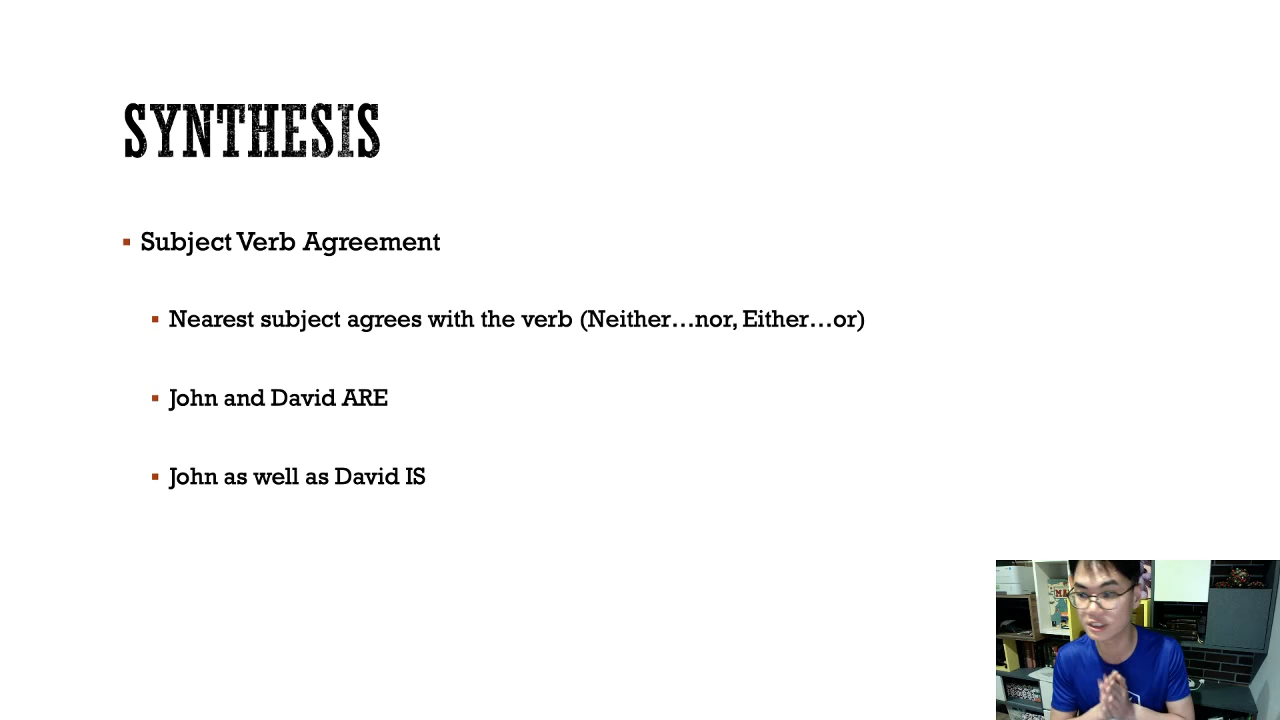 SYNTHESIS
Subject Verb Agreement
Nearest subject agrees with the verb (Neither...nor, Either...or)
John and David ARE
John as well as David IS